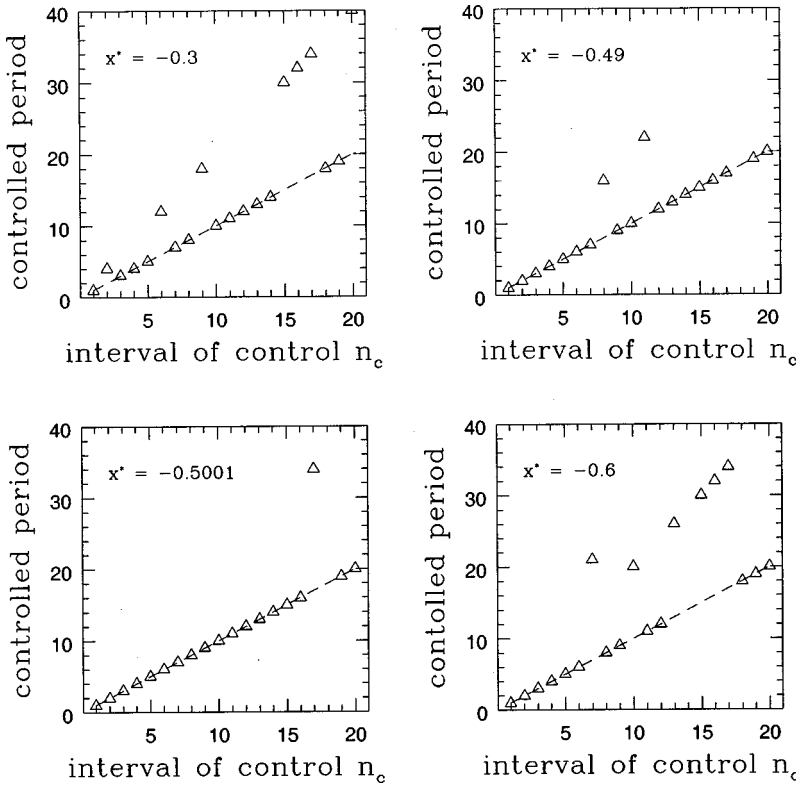 40
30
20
10
0
controlled period
x* = −0.3
5 10 15 20
interval of control n_c
40
30
20
10
0
controlled period
x* = −0.49
5 10 15 20
interval of control n_c
40
30
20
10
0
controlled period
x* = −0.5001
5 10 15 20
interval of control n_c
40
30
20
10
0
contolled period
x* = −0.6
5 10 15 20
interval of control n_c